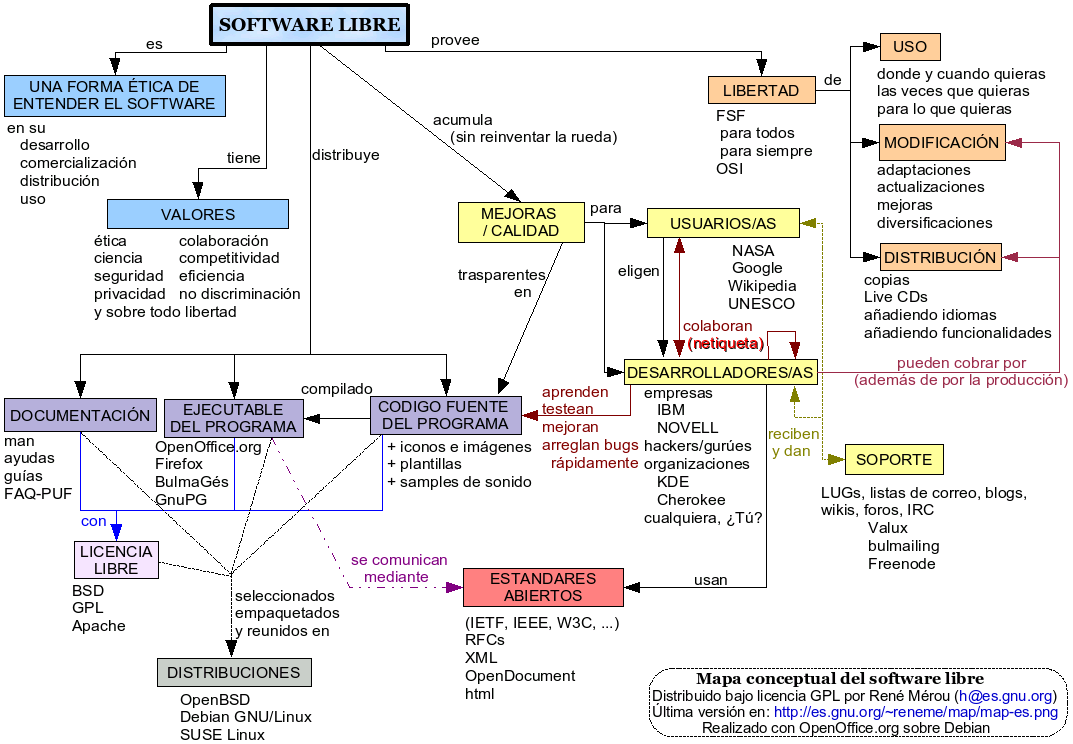 SOFTWARE LIBRE
es
provee
UNA FORMA ÉTICA DE
ENTENDER EL SOFTWARE
en su
desarrollo
comercialización
distribución
uso
tiene
VALORES
ética
ciencia
seguridad
privacidad
colaboración
competitividad
eficiencia
no discriminación
y sobre todo libertad
distribuye
acumula
(sin reinventar la rueda)
MEJORAS
/ CALIDAD
para
trasparentes
en
LIBERTAD
FSF
para todos
para siempre
OSI
de
USO
donde y cuando quieras
las veces que quieras
para lo que quieras
MODIFICACIÓN
adaptaciones
actualizaciones
mejoras
diversificaciones
DISTRIBUCIÓN
copias
Live CDs
añadiendo idiomas
añadiendo funcionalidades
USUARIOS/AS
NASA
Google
Wikipedia
UNESCO
eligen
colaboran
(netiqueta)
DESARROLLADORES/AS
empresas
IBM
NOVELL
hackers/gurúes
organizaciones
KDE
Cherokee
cualquiera, ¿Tú?
pueden cobrar por
(además de por la producción)
reciben
y dan
SOPORTE
LUGs, listas de correo, blogs,
wikis, foros, IRC
Valux
bulmailing
Freenode
aprenden
testean
mejoran
arreglan bugs
rápidamente
DOCUMENTACIÓN
man
ayudas
guías
FAQ-PUF
EJECUTABLE
DEL PROGRAMA
OpenOffice.org
Firefox
BulmaGés
GnuPG
compilado
CODIGO FUENTE
DEL PROGRAMA
+ iconos e imágenes
+ plantillas
+ samples de sonido
con
LICENCIA
LIBRE
BSD
GPL
Apache
seleccionados
empaquetados
y reunidos en
DISTRIBUCIONES
OpenBSD
Debian GNU/Linux
SUSE Linux
se comunican
mediante
usan
ESTANDARES
ABIERTOS
(IETF, IEEE, W3C, ...)
RFCs
XML
OpenDocument
html
Mapa conceptual del software libre
Distribuido bajo licencia GPL por René Mérou (h@es.gnu.org)
Última versión en: http://es.gnu.org/~reneme/map/map-es.png
Realizado con OpenOffice.org sobre Debian